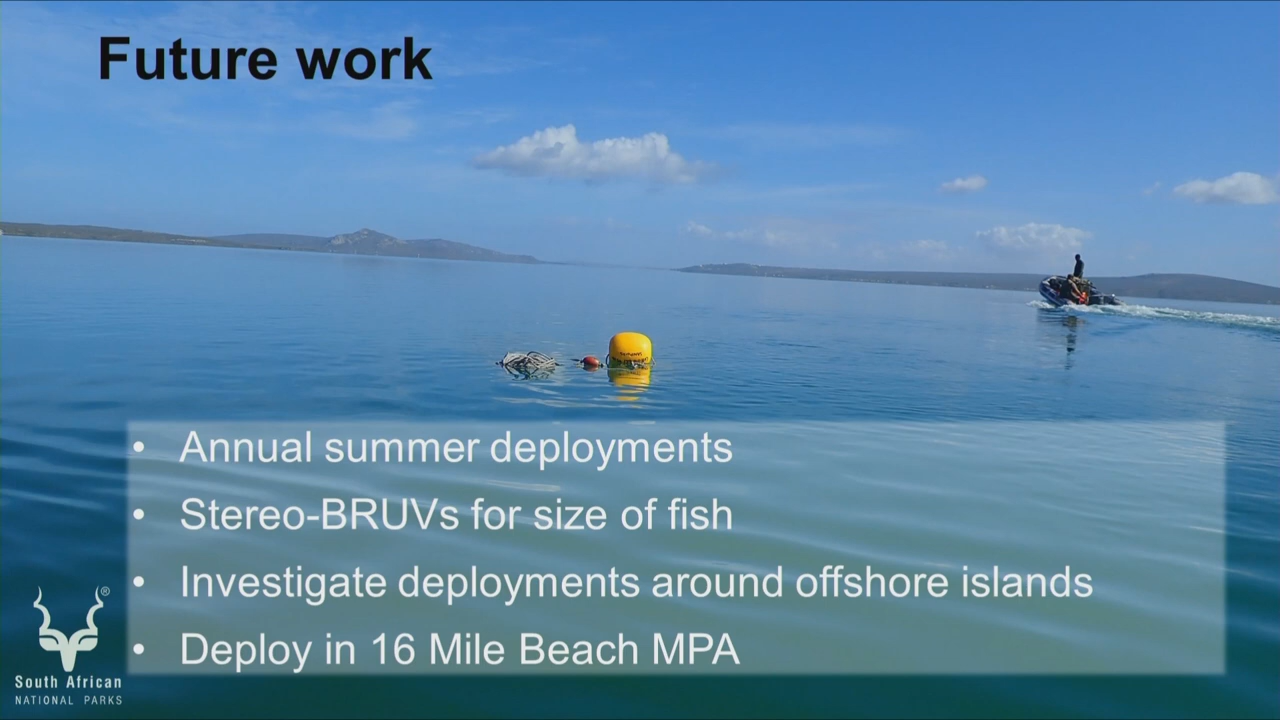 Future work
• Annual summer deployments
• Stereo-BRUVs for size of fish
• Investigate deployments around offshore islands
• Deploy in 16 Mile Beach MPA
®
South African
NATIONAL PARKS